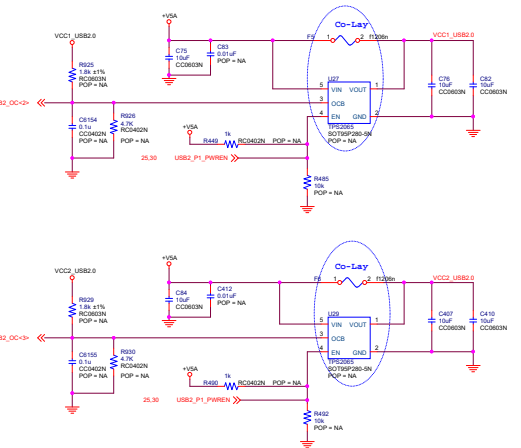 +V5A
Co-Lay
VCC1_USB2.0
F5
1
2
f1206n
VCC1_USB2.0
C75
10uF
CC0603N
C83
0.01uF
POP = NA
R925
1.8k ±1%
RC0603N
POP = NA
U27
5
VIN
VOUT
1
C76
10uF
CC0603N
C82
10uF
CC0603N
POP = NA
3
OCB
4
EN
GND
2
TPS2065
SOT95P280-5N
POP = NA
C6154
0.1u
CC0402N
POP = NA
R926
4.7K
RC0402N
POP = NA
+V5A
1k
R449
RC0402N
POP = NA
25,30
USB2_P1_PWREN
R485
10k
POP = NA
+V5A
Co-Lay
VCC2_USB2.0
1
2
f1206n
VCC2_USB2.0
C84
10uF
CC0603N
C412
0.01uF
POP = NA
R929
1.8k ±1%
RC0603N
POP = NA
U29
5
VIN
VOUT
1
C407
10uF
CC0603N
C410
10uF
CC0603N
POP = NA
3
OCB
4
EN
GND
2
TPS2065
SOT95P280-5N
POP = NA
C6155
0.1u
CC0402N
POP = NA
R930
4.7K
RC0402N
POP = NA
+V5A
1k
R490
RC0402N
POP = NA
25,30
USB2_P1_PWREN
R492
10k
POP = NA